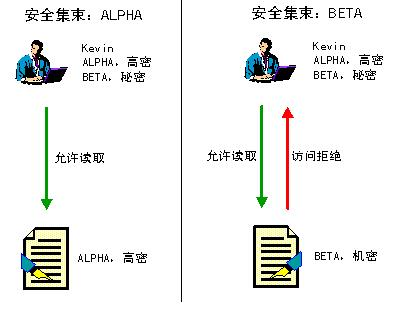 安全集束：ALPHA
Kevin
ALPHA，高密
BETA，秘密
允许读取
ALPHA，高密
安全集束：BETA
Kevin
ALPHA，高密
BETA，秘密
允许读取
访问拒绝
BETA，机密